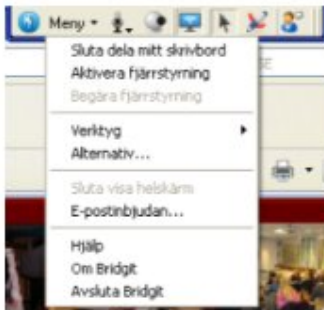 Meny
Sluta dela mitt skrivbord
Aktivera fjärrstyrning
Begära fjärrstyrning
Verktyg
Alternativ...
Sluta visa helskärm
E-postinbjudan...
Hjälp
Om Bridgit
Avsluta Bridgit